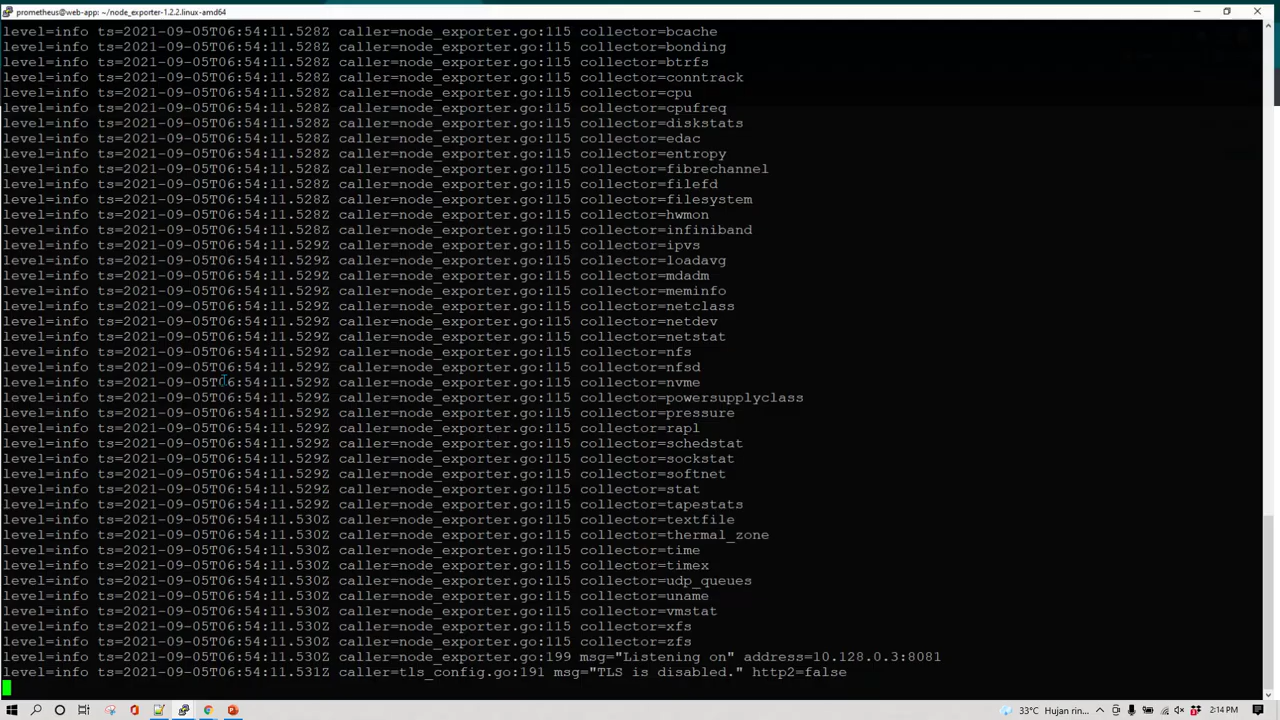 prometheus@web-app: ~/node_exporter-1.2.2.linux-amd64
level=info ts=2021-09-05T06:54:11.528Z caller=node_exporter.go:115 collector=bcache
level=info ts=2021-09-05T06:54:11.528Z caller=node_exporter.go:115 collector=bonding
level=info ts=2021-09-05T06:54:11.528Z caller=node_exporter.go:115 collector=btrfs
level=info ts=2021-09-05T06:54:11.528Z caller=node_exporter.go:115 collector=conntrack
level=info ts=2021-09-05T06:54:11.528Z caller=node_exporter.go:115 collector=cpu
level=info ts=2021-09-05T06:54:11.528Z caller=node_exporter.go:115 collector=cpufreq
level=info ts=2021-09-05T06:54:11.528Z caller=node_exporter.go:115 collector=diskstats
level=info ts=2021-09-05T06:54:11.528Z caller=node_exporter.go:115 collector=edac
level=info ts=2021-09-05T06:54:11.528Z caller=node_exporter.go:115 collector=entropy
level=info ts=2021-09-05T06:54:11.528Z caller=node_exporter.go:115 collector=fibrechannel
level=info ts=2021-09-05T06:54:11.528Z caller=node_exporter.go:115 collector=filefd
level=info ts=2021-09-05T06:54:11.528Z caller=node_exporter.go:115 collector=filesystem
level=info ts=2021-09-05T06:54:11.528Z caller=node_exporter.go:115 collector=hwmon
level=info ts=2021-09-05T06:54:11.528Z caller=node_exporter.go:115 collector=infiniband
level=info ts=2021-09-05T06:54:11.529Z caller=node_exporter.go:115 collector=ipvs
level=info ts=2021-09-05T06:54:11.529Z caller=node_exporter.go:115 collector=loadavg
level=info ts=2021-09-05T06:54:11.529Z caller=node_exporter.go:115 collector=mdadm
level=info ts=2021-09-05T06:54:11.529Z caller=node_exporter.go:115 collector=meminfo
level=info ts=2021-09-05T06:54:11.529Z caller=node_exporter.go:115 collector=netclass
level=info ts=2021-09-05T06:54:11.529Z caller=node_exporter.go:115 collector=netdev
level=info ts=2021-09-05T06:54:11.529Z caller=node_exporter.go:115 collector=netstat
level=info ts=2021-09-05T06:54:11.529Z caller=node_exporter.go:115 collector=nfs
level=info ts=2021-09-05T06:54:11.529Z caller=node_exporter.go:115 collector=nfsd
level=info ts=2021-09-05T06:54:11.529Z caller=node_exporter.go:115 collector=nvme
level=info ts=2021-09-05T06:54:11.529Z caller=node_exporter.go:115 collector=powersupplyclass
level=info ts=2021-09-05T06:54:11.529Z caller=node_exporter.go:115 collector=pressure
level=info ts=2021-09-05T06:54:11.529Z caller=node_exporter.go:115 collector=rapl
level=info ts=2021-09-05T06:54:11.529Z caller=node_exporter.go:115 collector=schedstat
level=info ts=2021-09-05T06:54:11.529Z caller=node_exporter.go:115 collector=sockstat
level=info ts=2021-09-05T06:54:11.529Z caller=node_exporter.go:115 collector=softnet
level=info ts=2021-09-05T06:54:11.529Z caller=node_exporter.go:115 collector=stat
level=info ts=2021-09-05T06:54:11.529Z caller=node_exporter.go:115 collector=tapestats
level=info ts=2021-09-05T06:54:11.530Z caller=node_exporter.go:115 collector=textfile
level=info ts=2021-09-05T06:54:11.530Z caller=node_exporter.go:115 collector=thermal_zone
level=info ts=2021-09-05T06:54:11.530Z caller=node_exporter.go:115 collector=time
level=info ts=2021-09-05T06:54:11.530Z caller=node_exporter.go:115 collector=timex
level=info ts=2021-09-05T06:54:11.530Z caller=node_exporter.go:115 collector=udp_queues
level=info ts=2021-09-05T06:54:11.530Z caller=node_exporter.go:115 collector=uname
level=info ts=2021-09-05T06:54:11.530Z caller=node_exporter.go:115 collector=vmstat
level=info ts=2021-09-05T06:54:11.530Z caller=node_exporter.go:115 collector=xfs
level=info ts=2021-09-05T06:54:11.530Z caller=node_exporter.go:115 collector=zfs
level=info ts=2021-09-05T06:54:11.530Z caller=node_exporter.go:199 msg="Listening on" address=10.128.0.3:8081
level=info ts=2021-09-05T06:54:11.531Z caller=tls_config.go:191 msg="TLS is disabled." http2=false
33°C Hujan rin... 2:14 PM